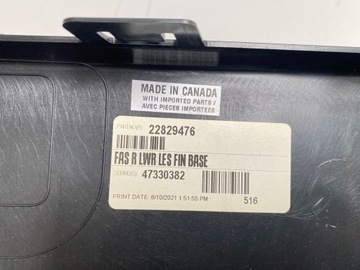 MADE IN CANADA
WITH IMPORTED PARTS /
AVEC PIECES IMPORTEES
22829476
FAS R LWR LES FIN BASE
47330382
PRINT DATE: 8/10/2021 1:51:55 PM
516